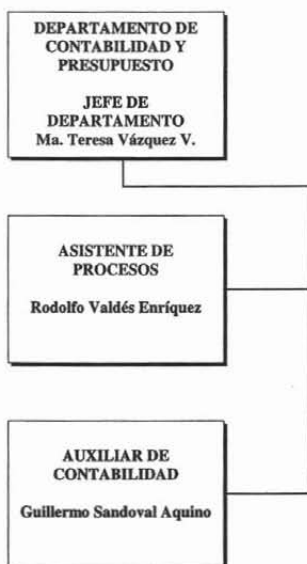 DEPARTAMENTO DE
CONTABILIDAD Y
PRESUPUESTO
JEFE DE
DEPARTAMENTO
Ma. Teresa Vázquez V.
ASISTENTE DE
PROCESOS
Rodolfo Valdés Enríquez
AUXILIAR DE
CONTABILIDAD
Guillermo Sandoval Aquino